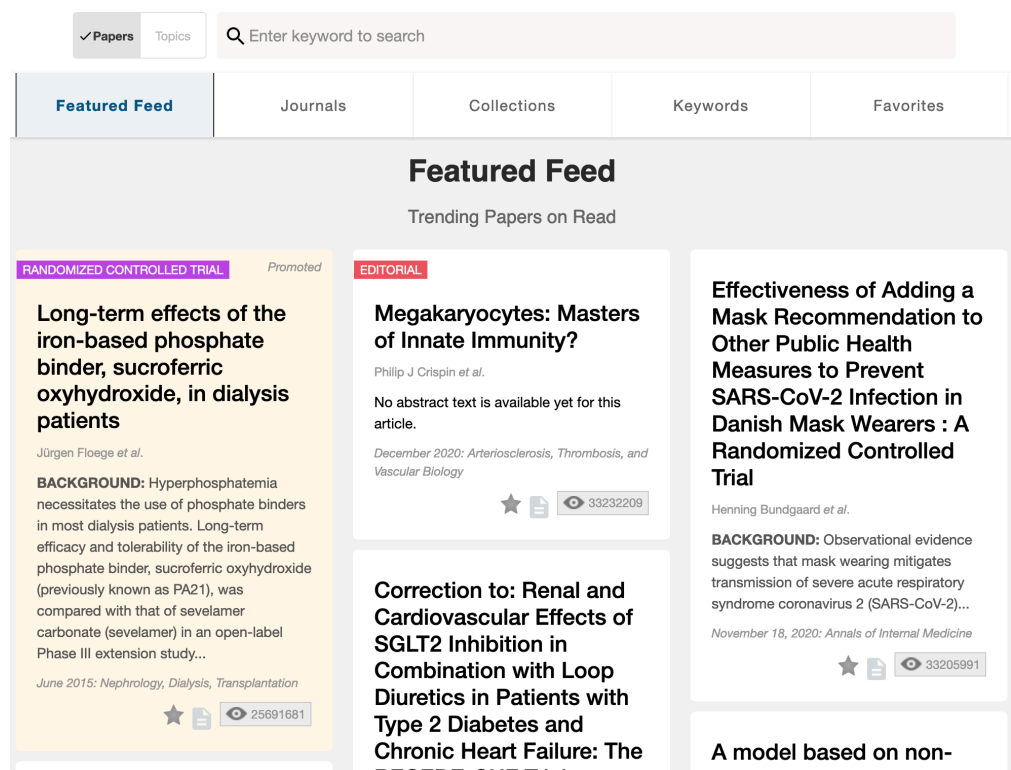 Papers
Topics
Enter keyword to search
Featured Feed
Journals
Collections
Keywords
Favorites
Featured Feed
Trending Papers on Read
RANDOMIZED CONTROLLED TRIAL
Promoted
Long-term effects of the
iron-based phosphate
binder, sucroferric
oxyhydroxide, in dialysis
patients
Jürgen Floege et al.
BACKGROUND: Hyperphosphatemia
necessitates the use of phosphate binders
in most dialysis patients. Long-term
efficacy and tolerability of the iron-based
phosphate binder, sucroferric oxyhydroxide
(previously known as PA21), was
compared with that of sevelamer
carbonate (sevelamer) in an open-label
Phase III extension study...
June 2015: Nephrology, Dialysis, Transplantation
25691681
EDITORIAL
Megakaryocytes: Masters
of Innate Immunity?
Philip J Crispin et al.
No abstract text is available yet for this
article.
December 2020: Arteriosclerosis, Thrombosis, and
Vascular Biology
33232209
Correction to: Renal and
Cardiovascular Effects of
SGLT2 Inhibition in
Combination with Loop
Diuretics in Patients with
Type 2 Diabetes and
Chronic Heart Failure: The
Effectiveness of Adding a
Mask Recommendation to
Other Public Health
Measures to Prevent
SARS-CoV-2 Infection in
Danish Mask Wearers : A
Randomized Controlled
Trial
Henning Bundgaard et al.
BACKGROUND: Observational evidence
suggests that mask wearing mitigates
transmission of severe acute respiratory
syndrome coronavirus 2 (SARS-CoV-2)...
November 18, 2020: Annals of Internal Medicine
33205991
A model based on non-